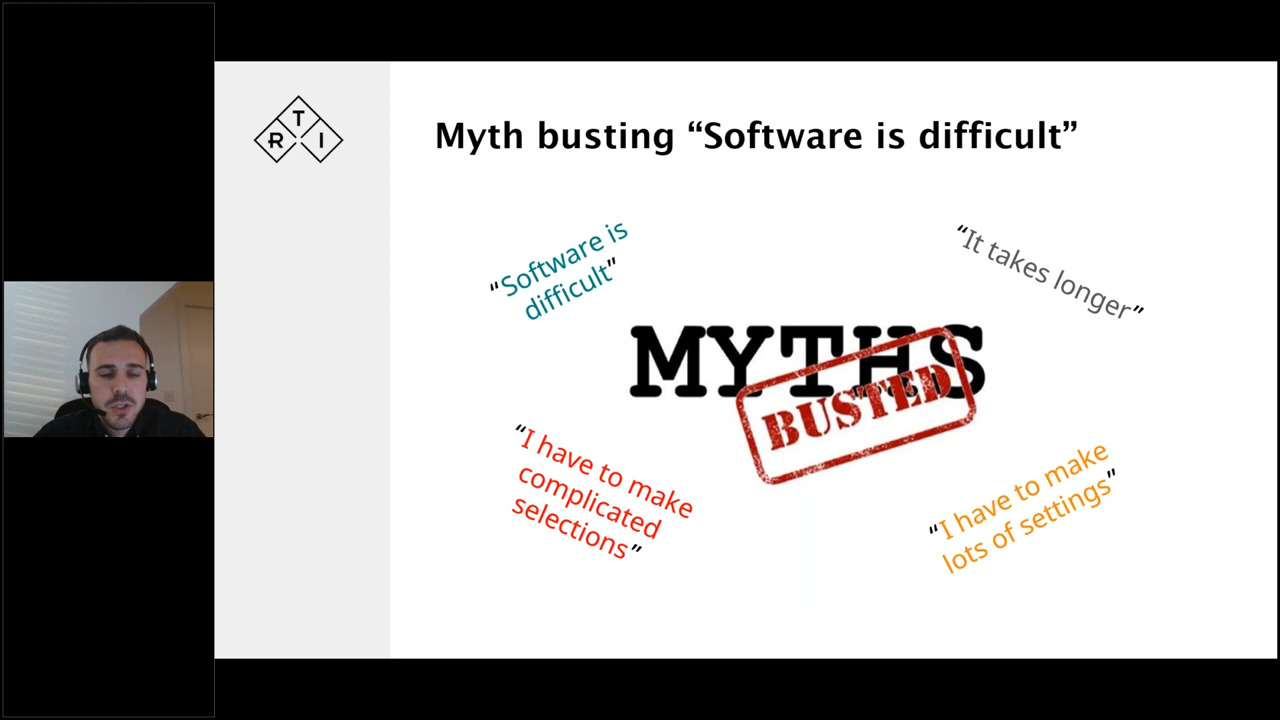 T
R I
Myth busting “Software is difficult”
“Software is
difficult”
“It takes longer”
MYTHS
BUSTED
“I have to make
complicated
selections”
“I have to make
lots of settings”